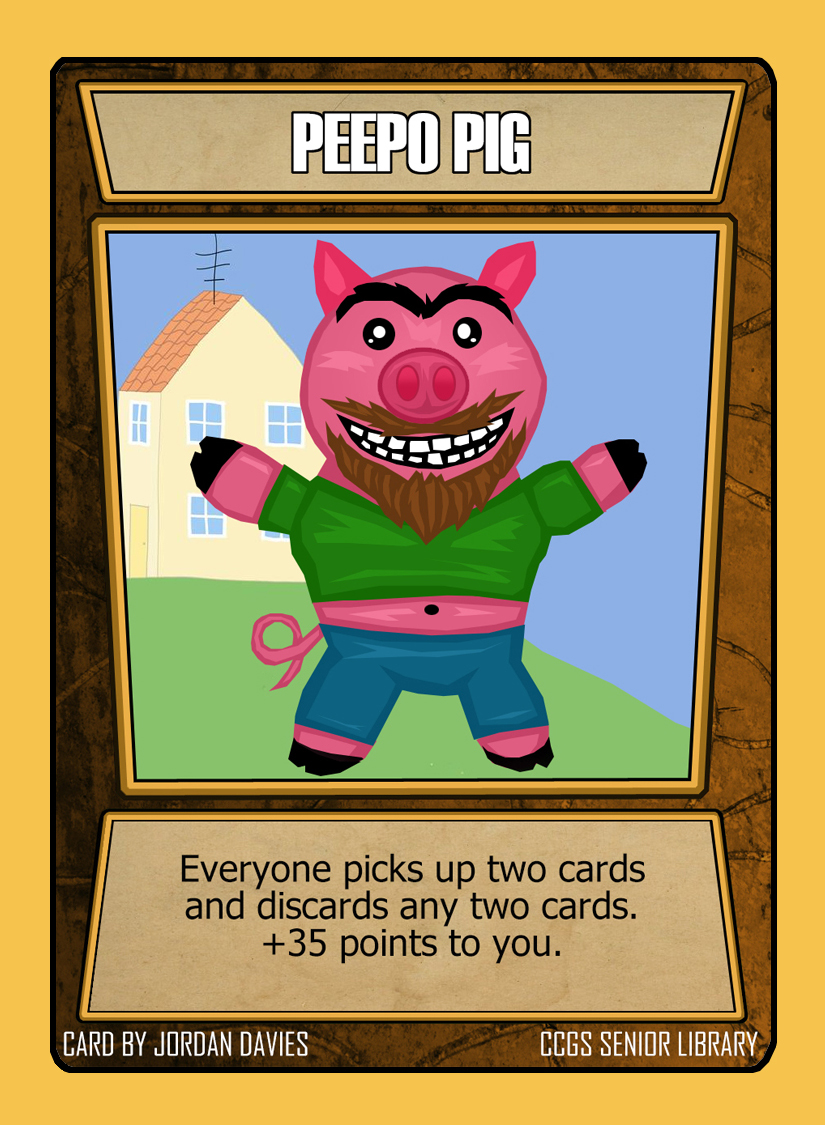 PEEPO PIG
Everyone picks up two cards
and discards any two cards.
+35 points to you.
CARD BY JORDAN DAVIES
CCGS SENIOR LIBRARY